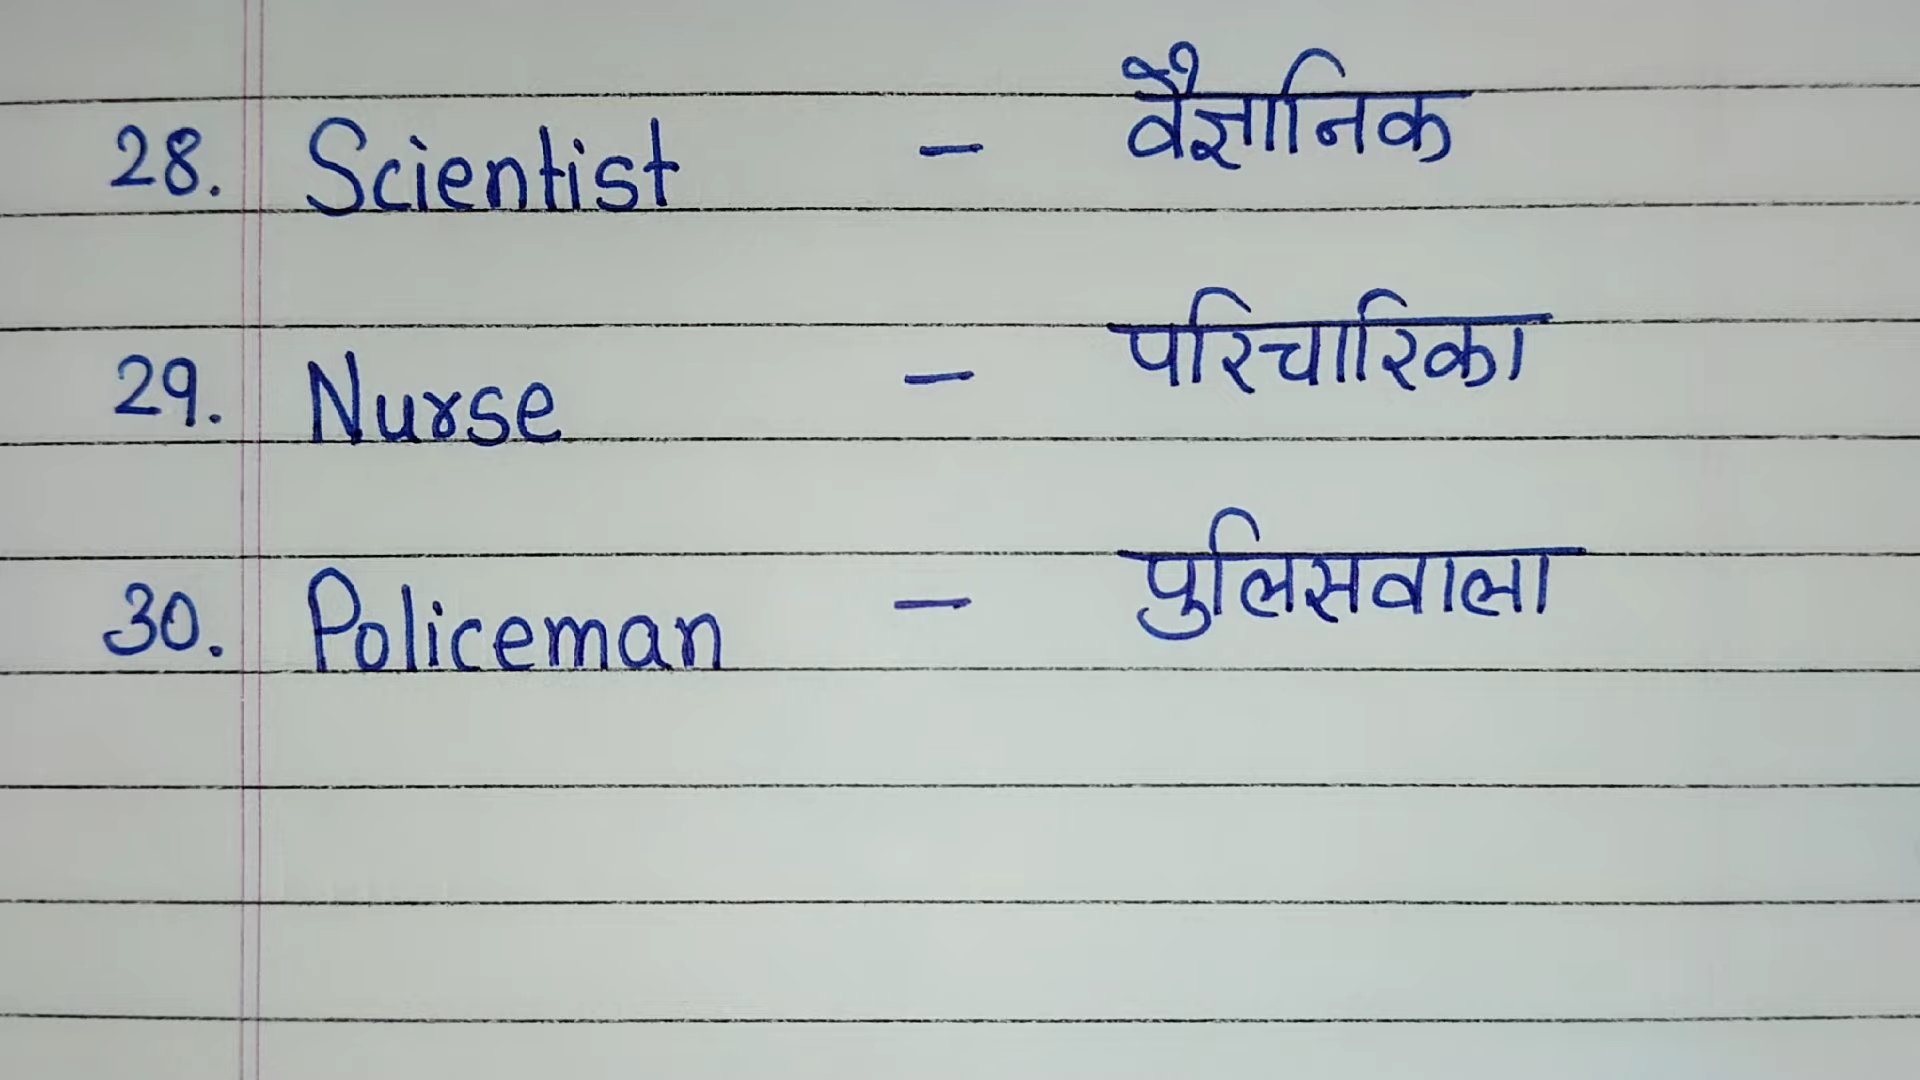 28. Scientist - वैज्ञानिक
29. Nurse - परिचारिका
30. Policeman - पुलिसवाला